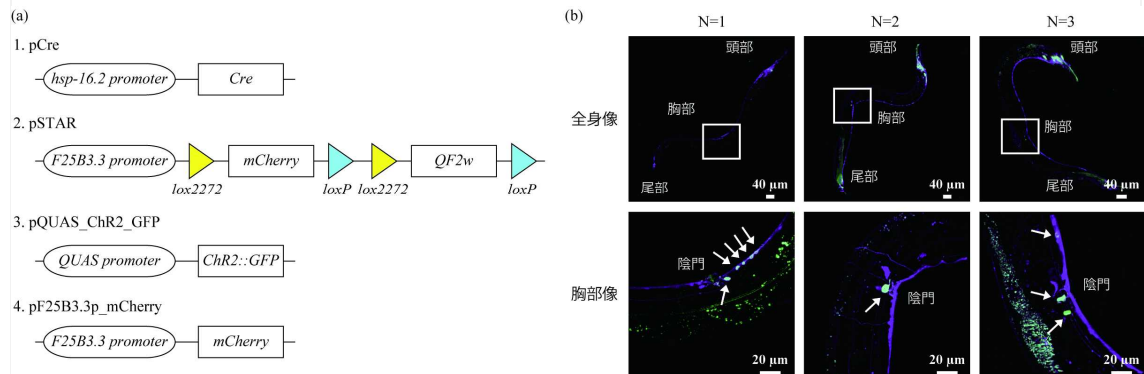 (a)
1. pCre
hsp-16.2 promoter
Cre
2. pSTAR
F25B3.3 promoter
mCherry
QF2w
lox2272
loxP
lox2272
loxP
3. pQUAS_ChR2_GFP
QUAS promoter
ChR2::GFP
4. pF25B3.3p_mCherry
F25B3.3 promoter
mCherry
(b)
N=1
N=2
N=3
全身像
頭部
胸部
尾部
40 μm
頭部
胸部
尾部
40 μm
頭部
胸部
尾部
40 μm
胸部像
陰門
20 μm
陰門
20 μm
陰門
20 μm